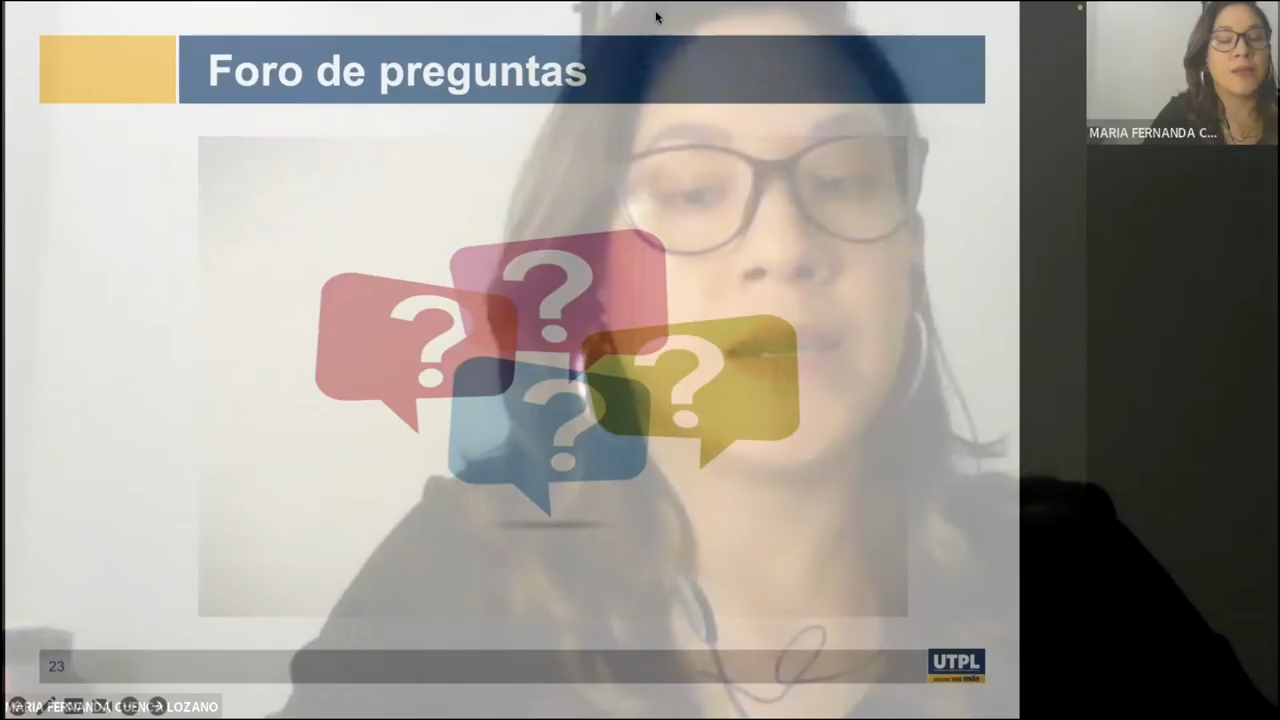 Foro de preguntas
MARIA FERNANDA C...
?
?
?
?
23
UTPL
MARIA FERNANDA CUENCA LOZANO